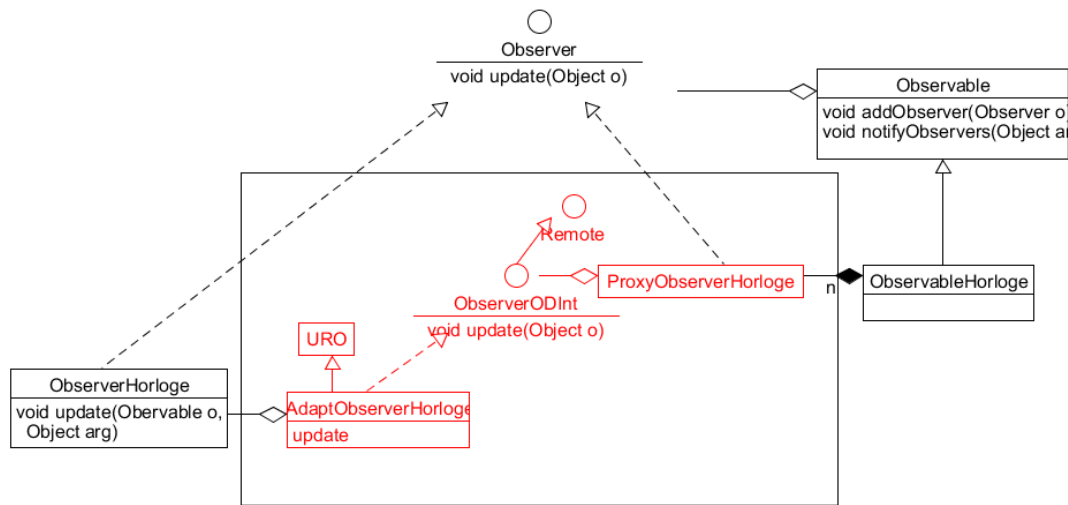 Observer
void update(Object o)
Observable
void addObserver(Observer o)
void notifyObservers(Object ar
Remote
ProxyObserverHorloge
n
ObservableHorloge
ObserverODInt
void update(Object o)
URO
ObserverHorloge
void update(Obervable o,
Object arg)
AdaptObserverHorloge
update